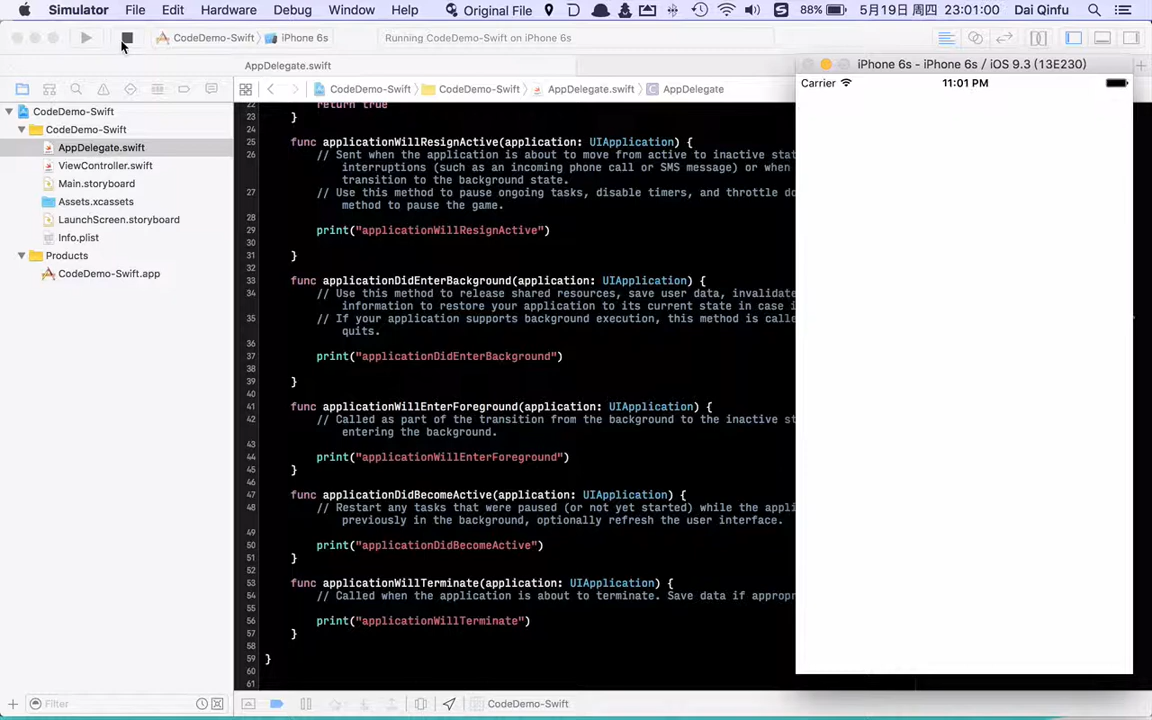 Simulator File Edit Hardware Debug Window Help Original File 88% 5月19日 周四 23:01:00 Dai Qinfu
CodeDemo-Swift iPhone 6s Running CodeDemo-Swift on iPhone 6s
AppDelegate.swift
iPhone 6s - iPhone 6s / iOS 9.3 (13E230)
Carrier 11:01 PM
CodeDemo-Swift CodeDemo-Swift AppDelegate.swift AppDelegate
CodeDemo-Swift
CodeDemo-Swift
AppDelegate.swift
ViewController.swift
Main.storyboard
Assets.xcassets
LaunchScreen.storyboard
Info.plist
Products
CodeDemo-Swift.app
Filter
22 return true
23 }
24
25 func applicationWillResignActive(application: UIApplication) {
26 // Sent when the application is about to move from active to inactive stat
interruptions (such as an incoming phone call or SMS message) or when
transition to the background state.
27 // Use this method to pause ongoing tasks, disable timers, and throttle do
method to pause the game.
28
29 print("applicationWillResignActive")
30
31 }
32
33 func applicationDidEnterBackground(application: UIApplication) {
34 // Use this method to release shared resources, save user data, invalidate
information to restore your application to its current state in case i
35 // If your application supports background execution, this method is calle
quits.
36
37 print("applicationDidEnterBackground")
38
39 }
40
41 func applicationWillEnterForeground(application: UIApplication) {
42 // Called as part of the transition from the background to the inactive st
entering the background.
43
44 print("applicationWillEnterForeground")
45 }
46
47 func applicationDidBecomeActive(application: UIApplication) {
48 // Restart any tasks that were paused (or not yet started) while the appli
previously in the background, optionally refresh the user interface.
49
50 print("applicationDidBecomeActive")
51 }
52
53 func applicationWillTerminate(application: UIApplication) {
54 // Called when the application is about to terminate. Save data if appropr
55
56 print("applicationWillTerminate")
57 }
58
59 }
60
61
CodeDemo-Swift